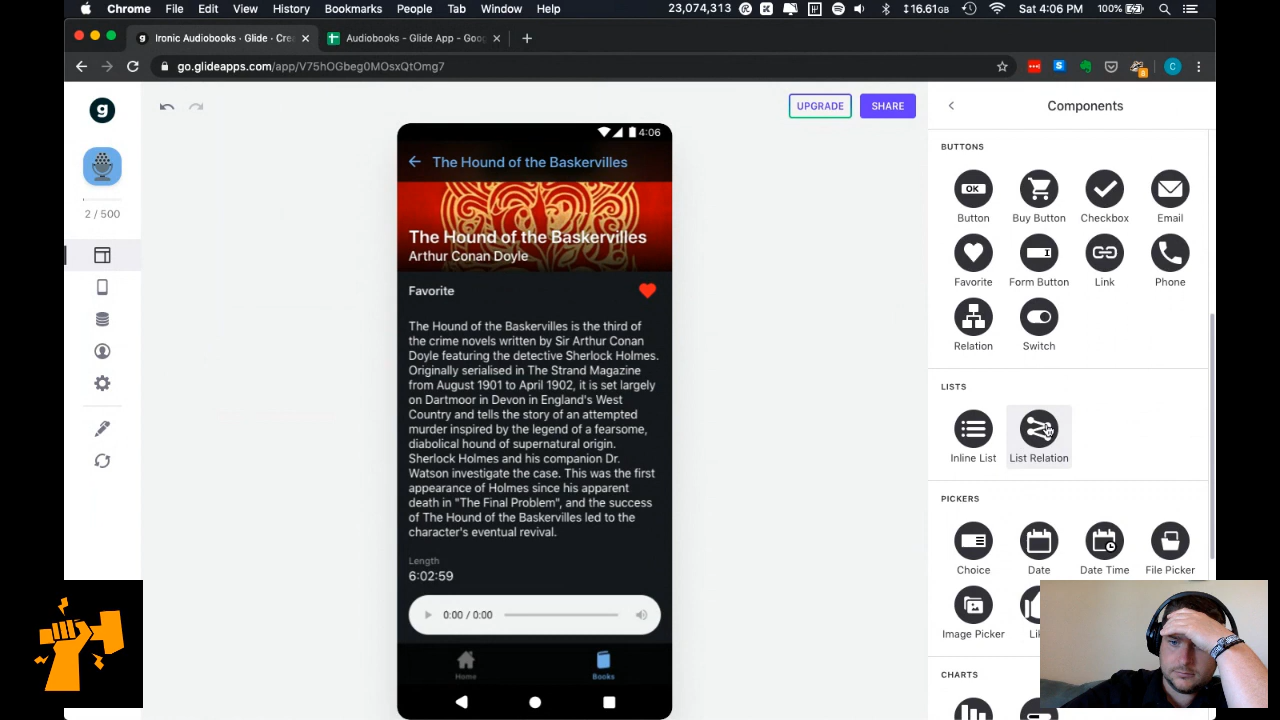 Chrome File Edit View History Bookmarks People Tab Window Help 23,074,313 16.61GB Sat 4:06 PM 100%
Ironic Audiobooks · Glide · Crea
Audiobooks - Glide App - Goog
go.glideapps.com/app/V75hOGbeg0MOsxQtOmg7
C
8
g
UPGRADE
SHARE
Components
2 / 500
4:06
The Hound of the Baskervilles
The Hound of the Baskervilles
Arthur Conan Doyle
Favorite
The Hound of the Baskervilles is the third of
the crime novels written by Sir Arthur Conan
Doyle featuring the detective Sherlock Holmes.
Originally serialised in The Strand Magazine
from August 1901 to April 1902, it is set largely
on Dartmoor in Devon in England's West
Country and tells the story of an attempted
murder inspired by the legend of a fearsome,
diabolical hound of supernatural origin.
Sherlock Holmes and his companion Dr.
Watson investigate the case. This was the first
appearance of Holmes since his apparent
death in "The Final Problem", and the success
of The Hound of the Baskervilles led to the
character's eventual revival.
Length
6:02:59
0:00 / 0:00
Home
Books
BUTTONS
OK
Button
Buy Button
Checkbox
Email
Favorite
Form Button
Link
Phone
Relation
Switch
LISTS
Inline List
List Relation
PICKERS
Choice
Date
Date Time
File Picker
Image Picker
CHARTS